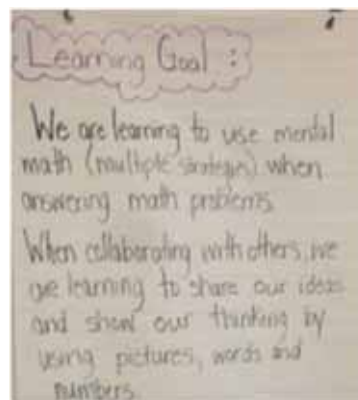 Learning Goal :
We are learning to use mental
math (multiple strategies) when
answering math problems.
When collaborating with others, we
are learning to share our ideas
and show our thinking by
using pictures, words and
numbers.